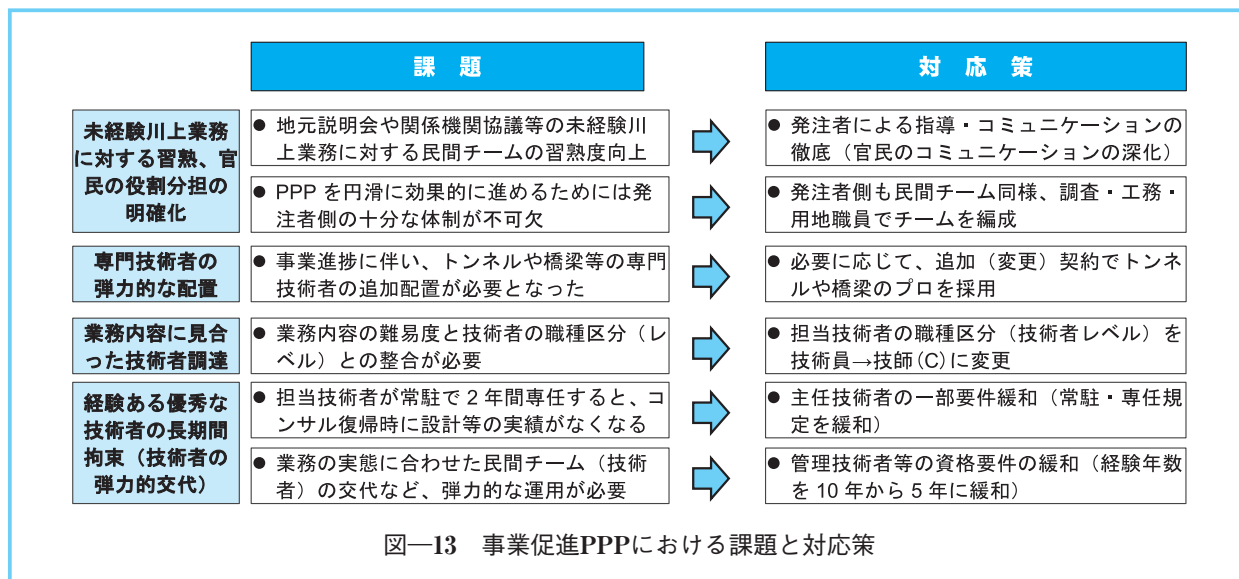 課 題
対 応 策
未経験川上業務
に対する習熟、官
民の役割分担の
明確化
● 地元説明会や関係機関協議等の未経験川
上業務に対する民間チームの習熟度向上
● 発注者による指導・コミュニケーションの
徹底（官民のコミュニケーションの深化）
● PPP を円滑に効果的に進めるためには発
注者側の十分な体制が不可欠
● 発注者側も民間チーム同様、調査・工務・
用地職員でチームを編成
専門技術者の
弾力的な配置
● 事業進捗に伴い、トンネルや橋梁等の専門
技術者の追加配置が必要となった
● 必要に応じて、追加（変更）契約でトンネ
ルや橋梁のプロを採用
業務内容に見合
った技術者調達
● 業務内容の難易度と技術者の職種区分（レ
ベル）との整合が必要
● 担当技術者の職種区分（技術者レベル）を
技術員→技師(C)に変更
経験ある優秀な
技術者の長期間
拘束（技術者の
弾力的交代）
● 担当技術者が常駐で 2 年間専任すると、コ
ンサル復帰時に設計等の実績がなくなる
● 主任技術者の一部要件緩和（常駐・専任規
定を緩和）
● 業務の実態に合わせた民間チーム（技術
者）の交代など、弾力的な運用が必要
● 管理技術者等の資格要件の緩和（経験年数
を 10 年から 5 年に緩和）
図―13 事業促進PPPにおける課題と対応策